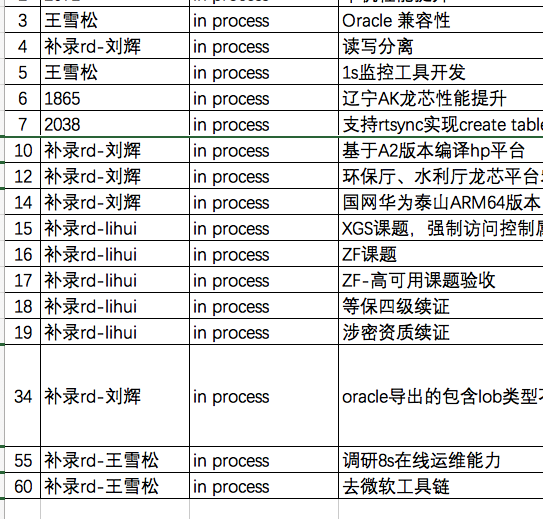 3 王雪松 in process Oracle 兼容性
4 补录rd-刘辉 in process 读写分离
5 王雪松 in process 1s监控工具开发
6 1865 in process 辽宁AK龙芯性能提升
7 2038 in process 支持rtsync实现create table
10 补录rd-刘辉 in process 基于A2版本编译hp平台
12 补录rd-刘辉 in process 环保厅、水利厅龙芯平台
14 补录rd-刘辉 in process 国网华为泰山ARM64版本
15 补录rd-lihui in process XGS课题，强制访问控制
16 补录rd-lihui in process ZF课题
17 补录rd-lihui in process ZF-高可用课题验收
18 补录rd-lihui in process 等保四级续证
19 补录rd-lihui in process 涉密资质续证
34 补录rd-刘辉 in process oracle导出的包含lob类型
55 补录rd-王雪松 in process 调研8s在线运维能力
60 补录rd-王雪松 in process 去微软工具链